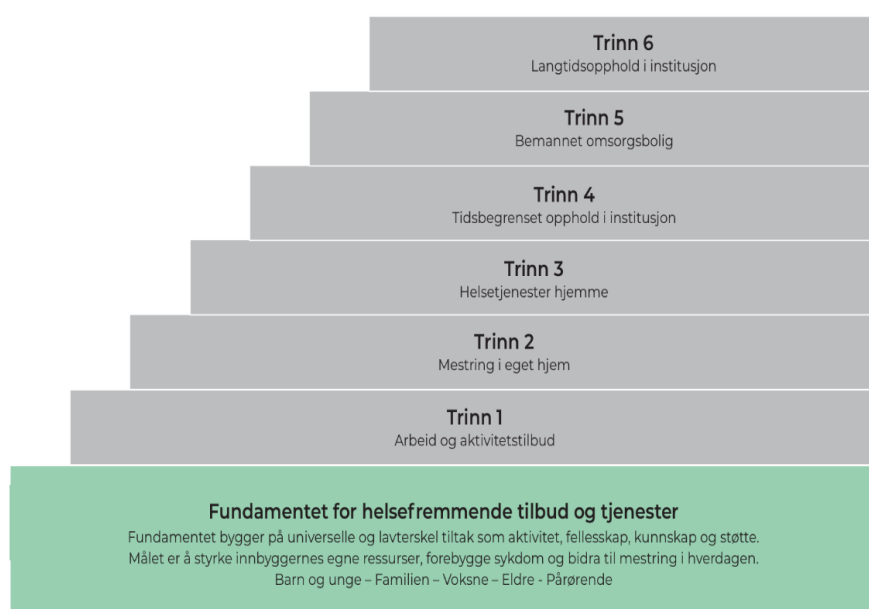 Trinn 6
Langtidsopphold i institusjon
Trinn 5
Bemannet omsorgsbolig
Trinn 4
Tidsbegrenset opphold i institusjon
Trinn 3
Helsetjenester hjemme
Trinn 2
Mestring i eget hjem
Trinn 1
Arbeid og aktivitetstilbud
Fundamentet for helsefremmende tilbud og tjenester
Fundamentet bygger på universelle og lavterskel tiltak som aktivitet, fellesskap, kunnskap og støtte.
Målet er å styrke innbyggernes egne ressurser, forebygge sykdom og bidra til mestring i hverdagen.
Barn og unge – Familien – Voksne – Eldre - Pårørende